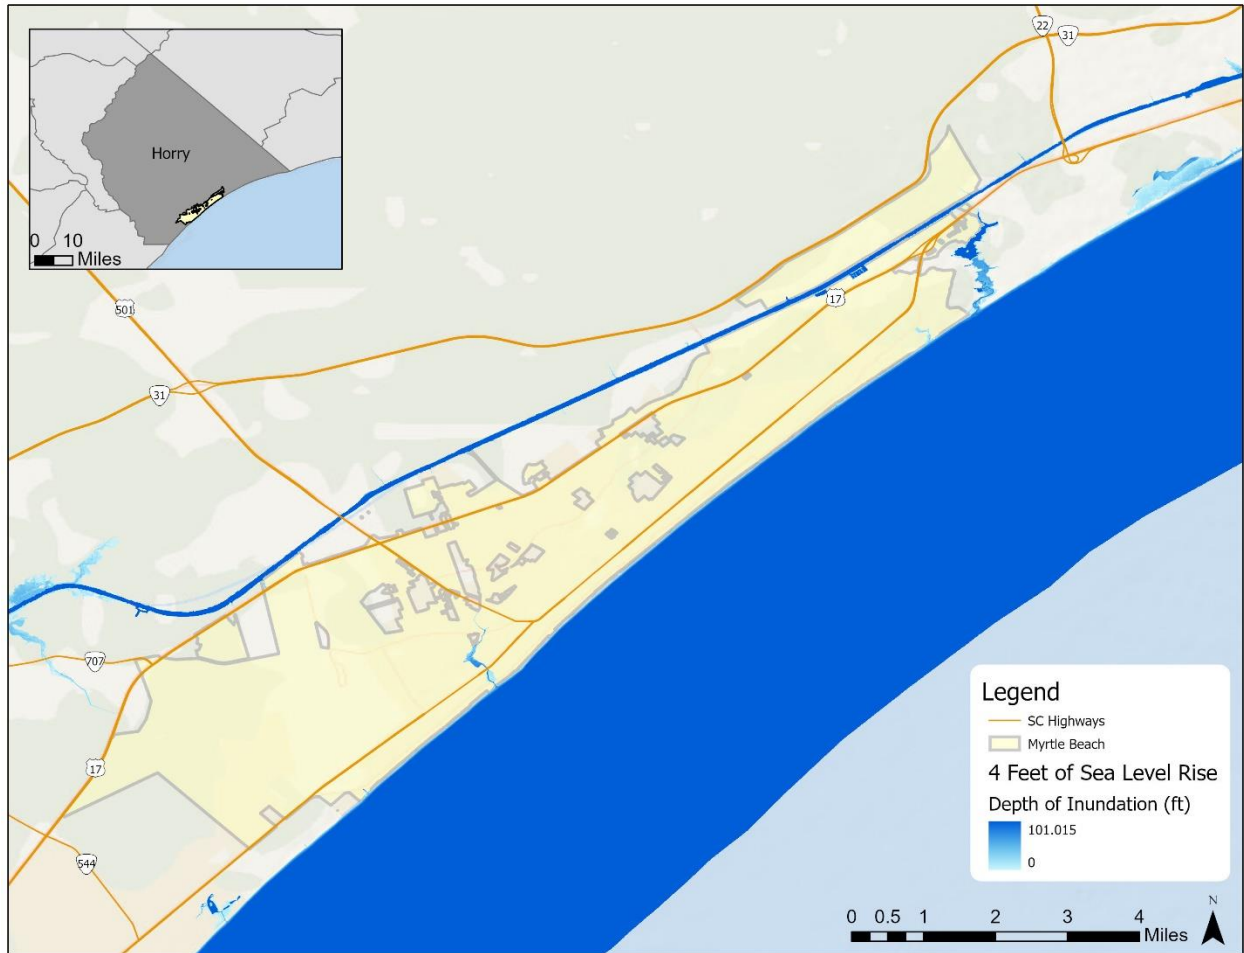 22
31
Horry
0 10
Miles
501
17
31
707
17
544
Legend
SC Highways
Myrtle Beach
4 Feet of Sea Level Rise
Depth of Inundation (ft)
101.015
0
N
0 0.5 1 2 3 4
Miles